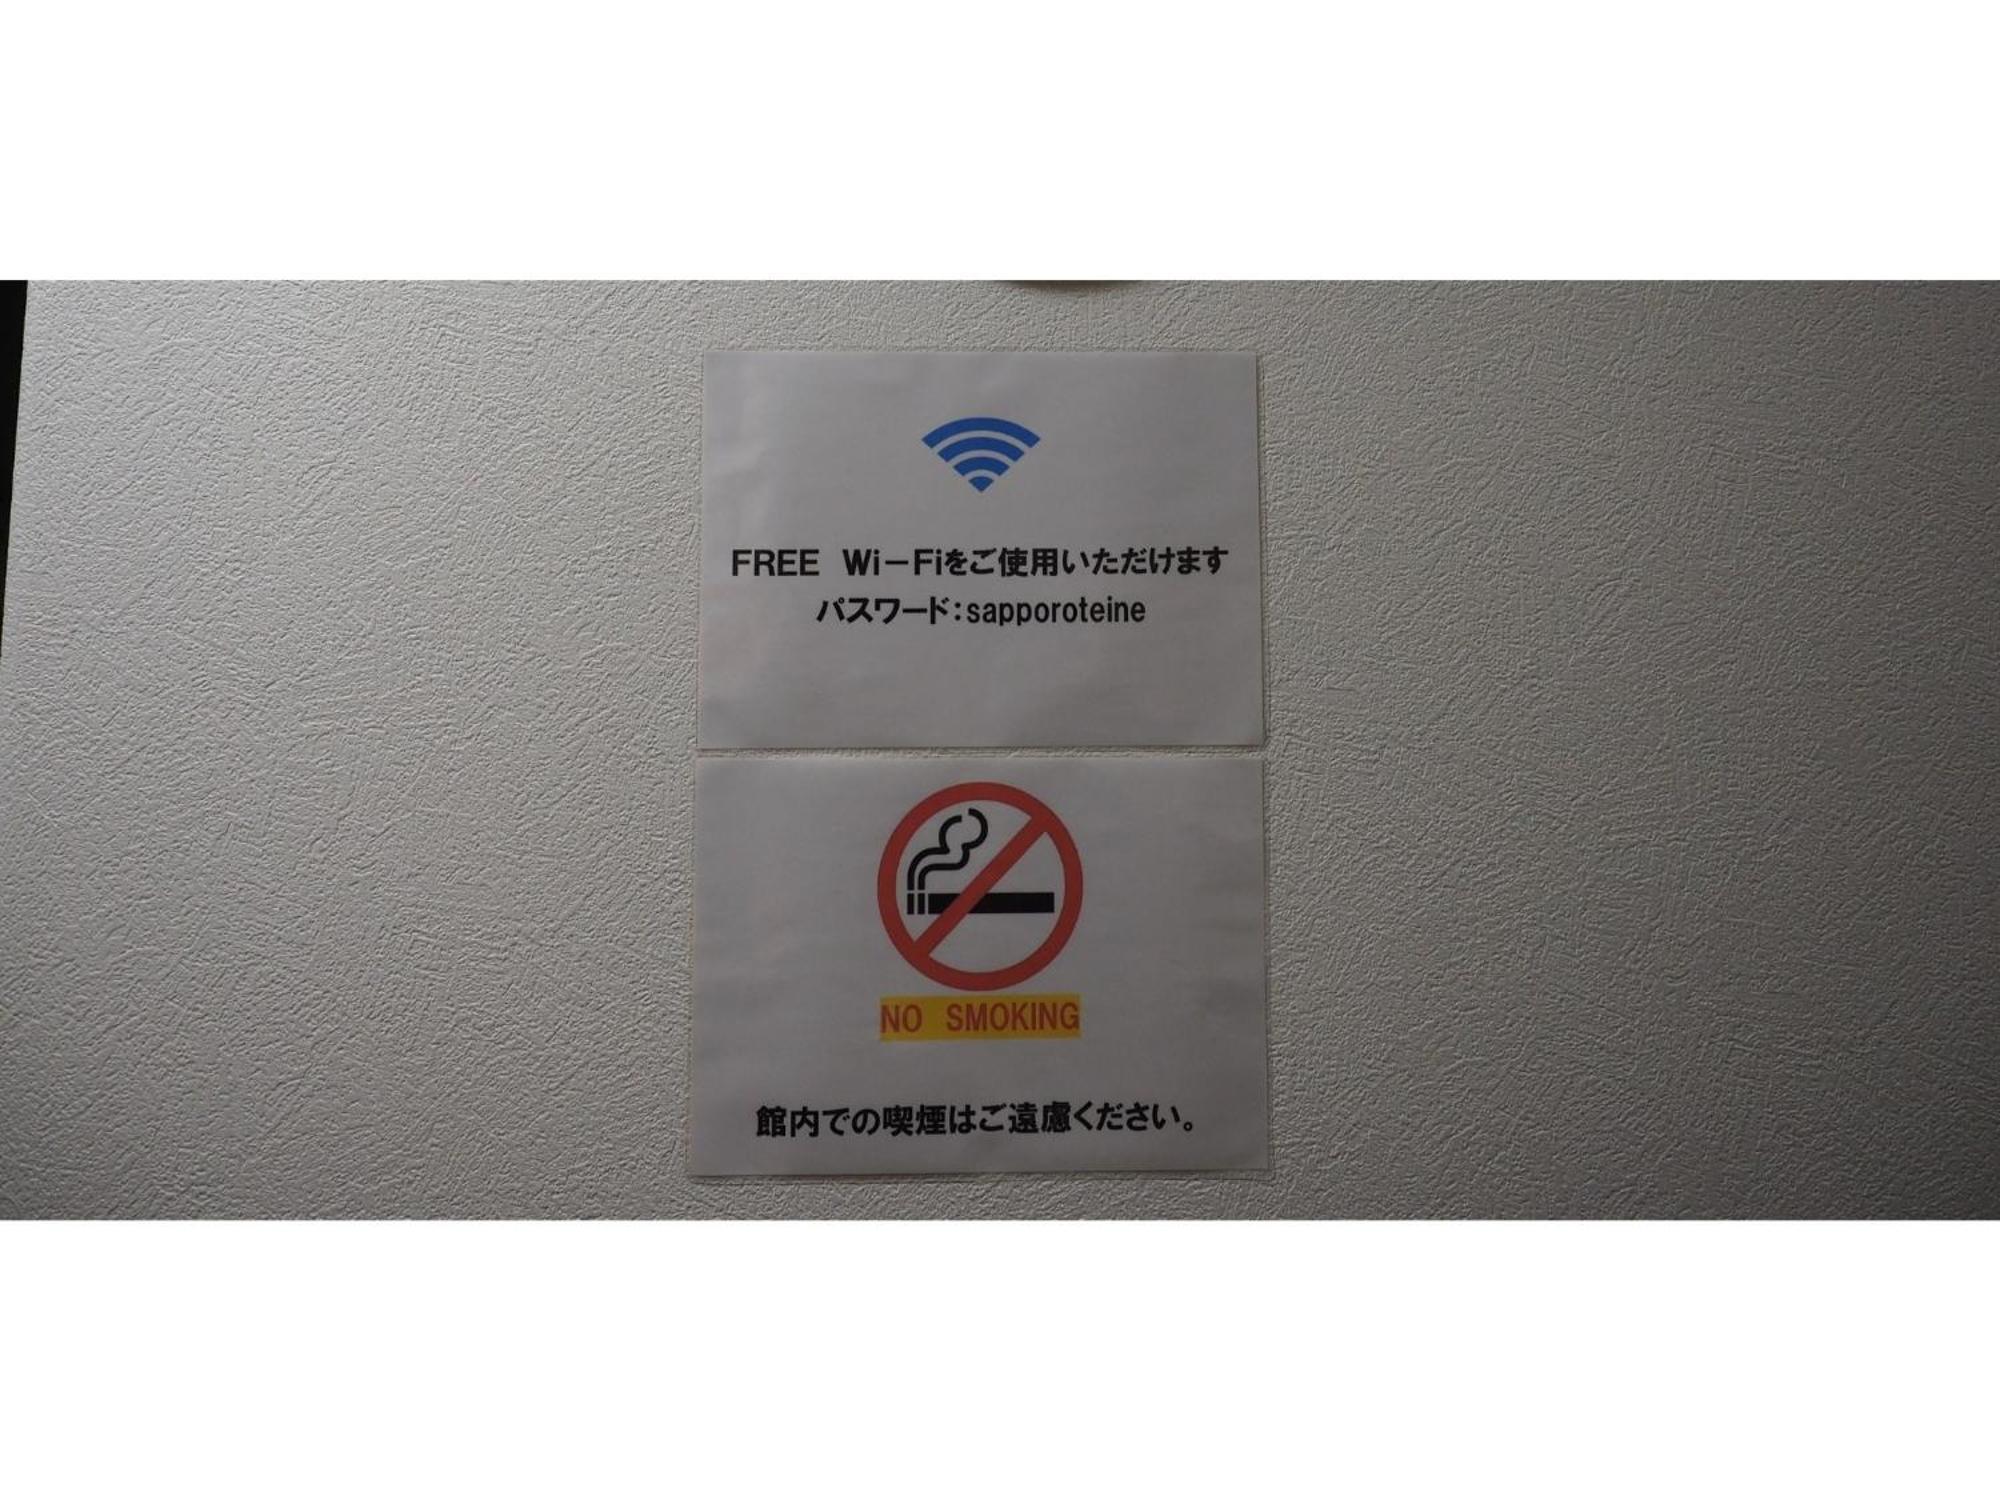 FREE　Wi－Fiをご使用いただけます
パスワード：sapporoteine
NO　SMOKING
館内での喫煙はご遠慮ください。